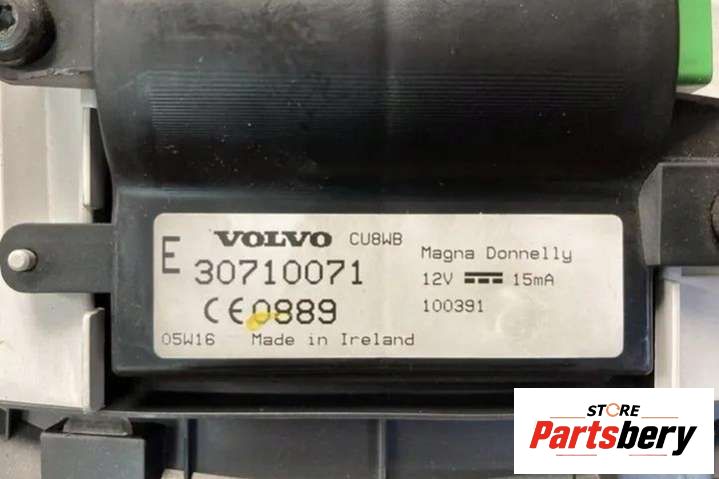 E VOLVO CU8WB
30710071
CE0889
05W16 Made in Ireland
Magna Donnelly
12V 15mA
100391
STORE
Partsbery